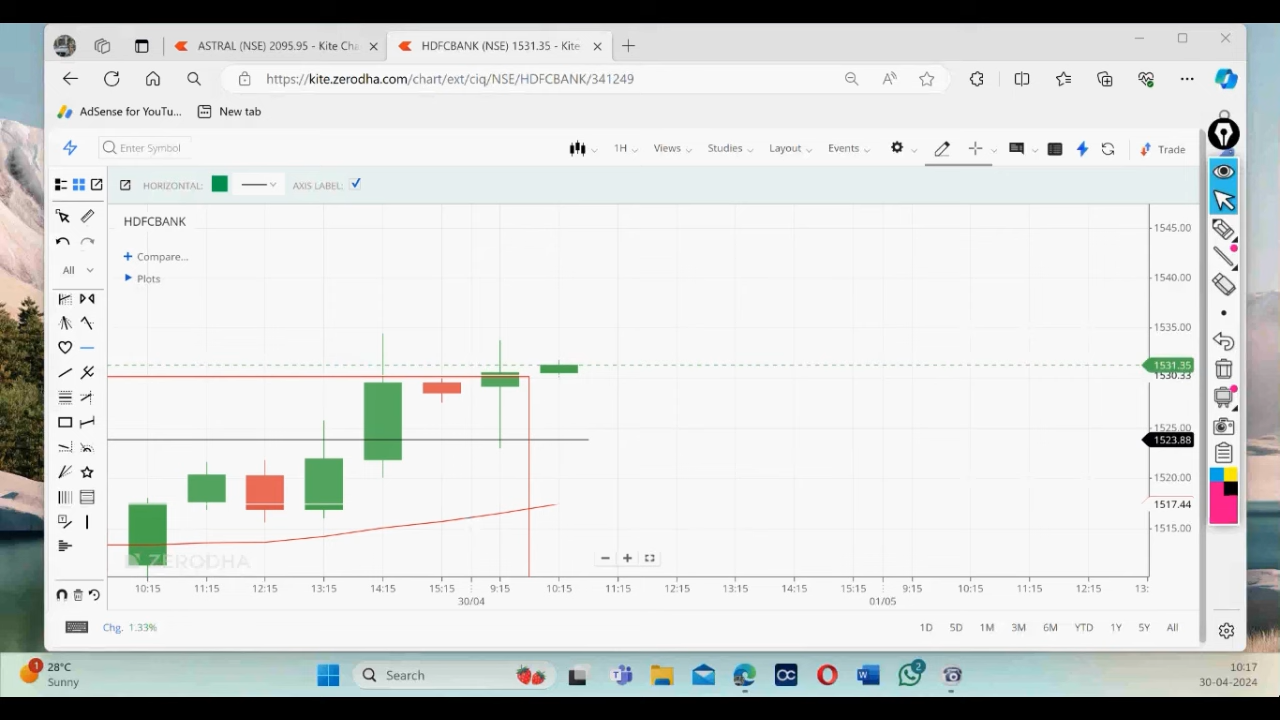 ASTRAL (NSE) 2095.95 - Kite Cha
HDFCBANK (NSE) 1531.35 - Kite
https://kite.zerodha.com/chart/ext/ciq/NSE/HDFCBANK/341249
AdSense for YouTu...
New tab
Enter Symbol
1H
Views
Studies
Layout
Events
Trade
HORIZONTAL:
AXIS LABEL:
HDFCBANK
Compare...
Plots
All
1545.00
1540.00
1535.00
1531.35
1530.33
1525.00
1523.88
1520.00
1517.44
1515.00
ZERODHA
10:15 11:15 12:15 13:15 14:15 15:15 9:15 10:15 11:15 12:15 13:15 14:15 15:15 9:15 10:15 11:15 12:15 13:
30/04 01/05
Chg. 1.33%
1D 5D 1M 3M 6M YTD 1Y 5Y All
1
28°C
Sunny
Search
2
10:17
30-04-2024